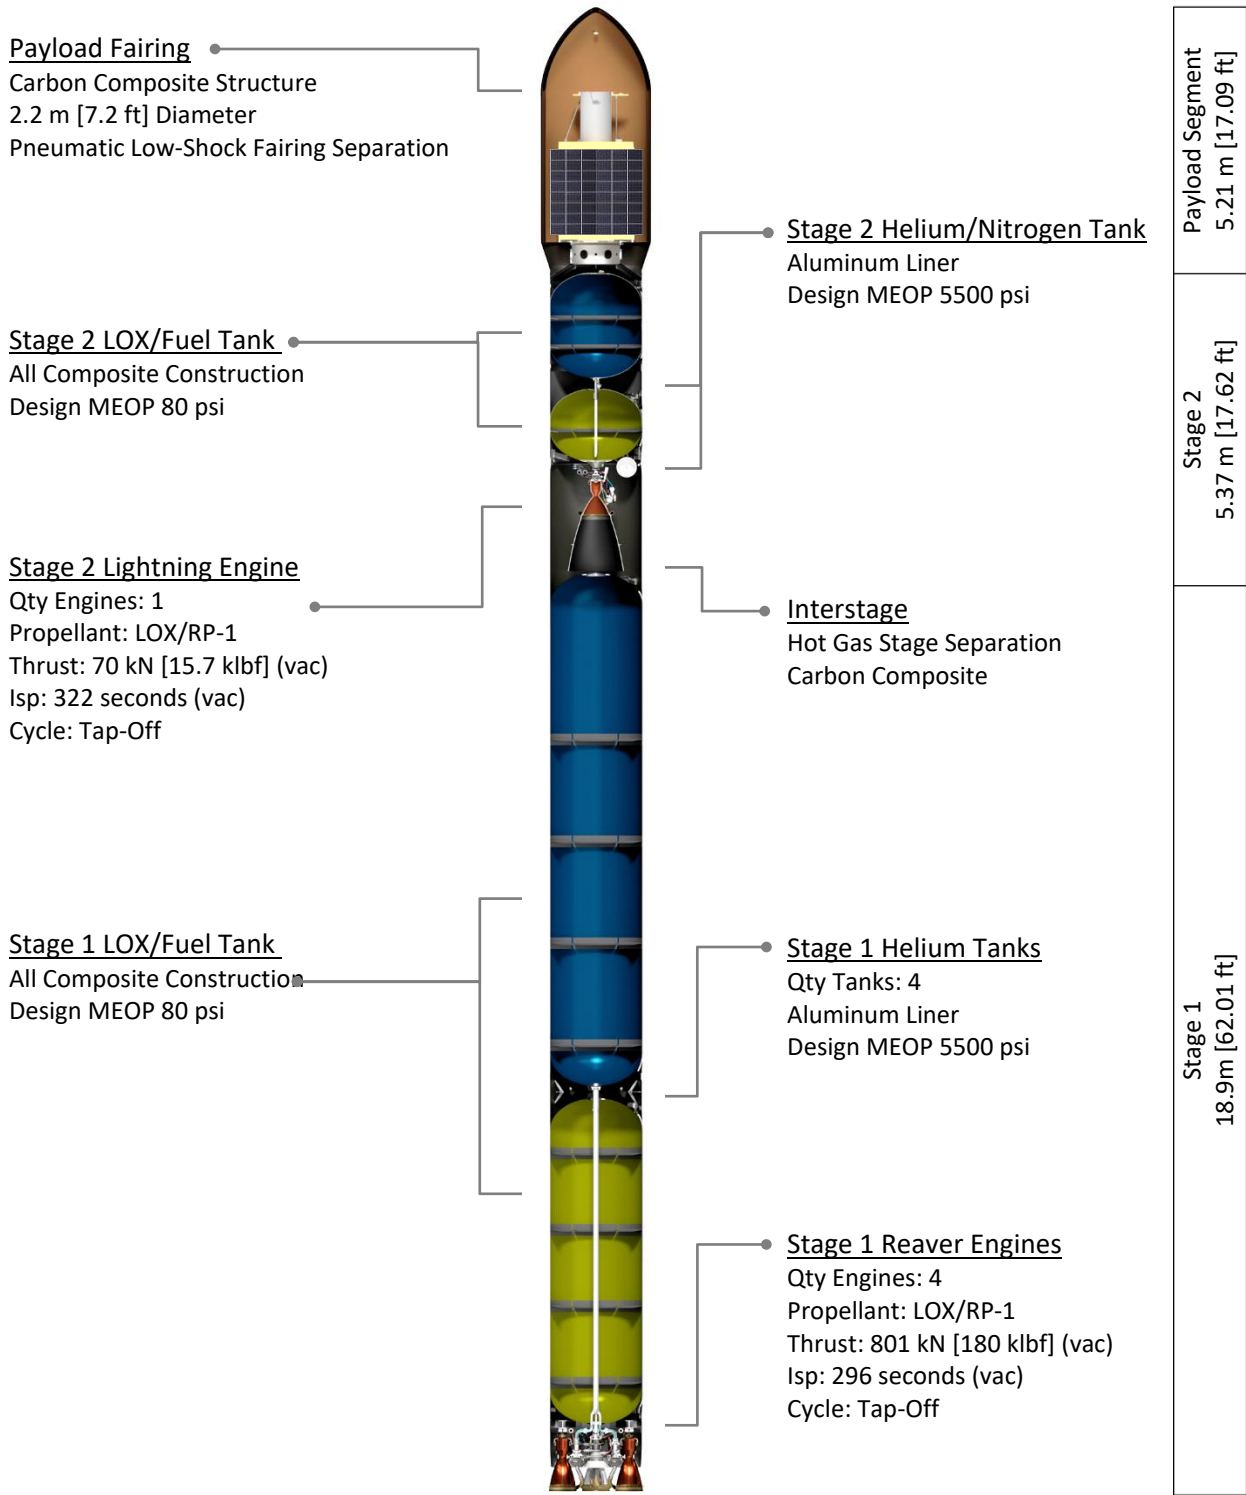 Payload Fairing
Carbon Composite Structure
2.2 m [7.2 ft] Diameter
Pneumatic Low-Shock Fairing Separation
Stage 2 LOX/Fuel Tank
All Composite Construction
Design MEOP 80 psi
Stage 2 Lightning Engine
Qty Engines: 1
Propellant: LOX/RP-1
Thrust: 70 kN [15.7 klbf] (vac)
Isp: 322 seconds (vac)
Cycle: Tap-Off
Stage 1 LOX/Fuel Tank
All Composite Construction
Design MEOP 80 psi
Stage 2 Helium/Nitrogen Tank
Aluminum Liner
Design MEOP 5500 psi
Interstage
Hot Gas Stage Separation
Carbon Composite
Stage 1 Helium Tanks
Qty Tanks: 4
Aluminum Liner
Design MEOP 5500 psi
Stage 1 Reaver Engines
Qty Engines: 4
Propellant: LOX/RP-1
Thrust: 801 kN [180 klbf] (vac)
Isp: 296 seconds (vac)
Cycle: Tap-Off
Payload Segment
5.21 m [17.09 ft]
Stage 2
5.37 m [17.62 ft]
Stage 1
18.9m [62.01 ft]